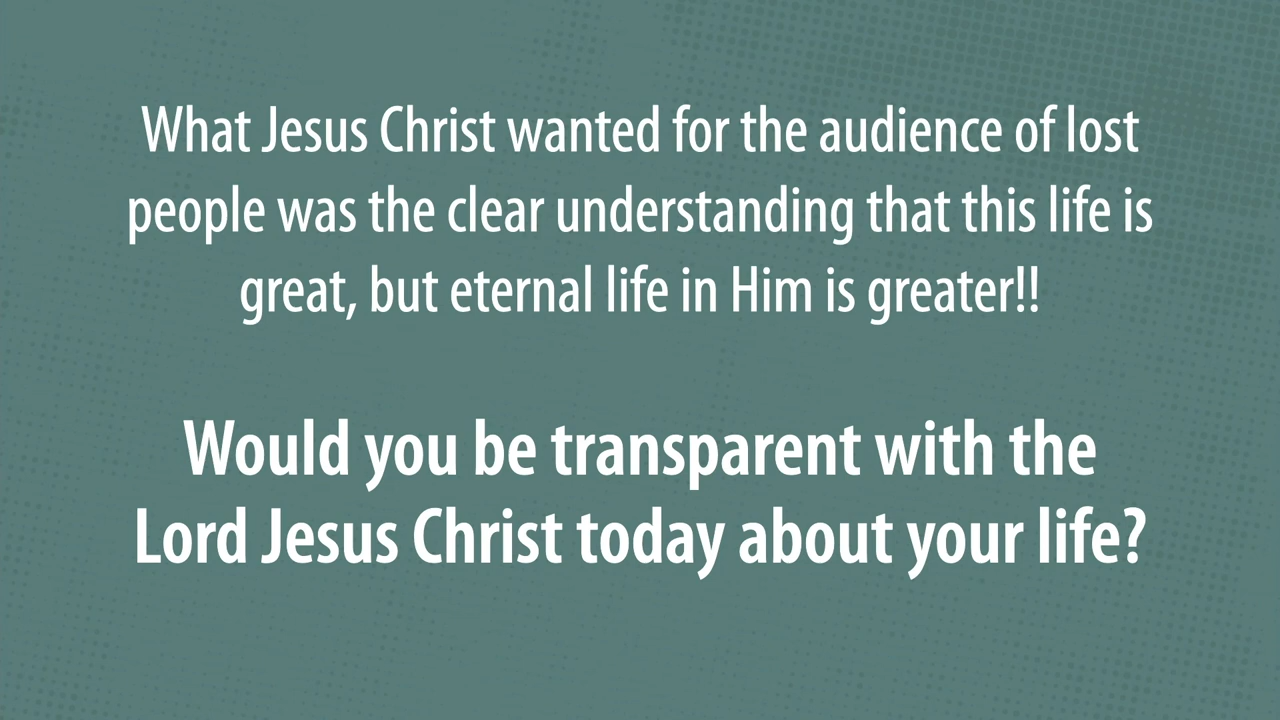 What Jesus Christ wanted for the audience of lost
people was the clear understanding that this life is
great, but eternal life in Him is greater!!
Would you be transparent with the
Lord Jesus Christ today about your life?